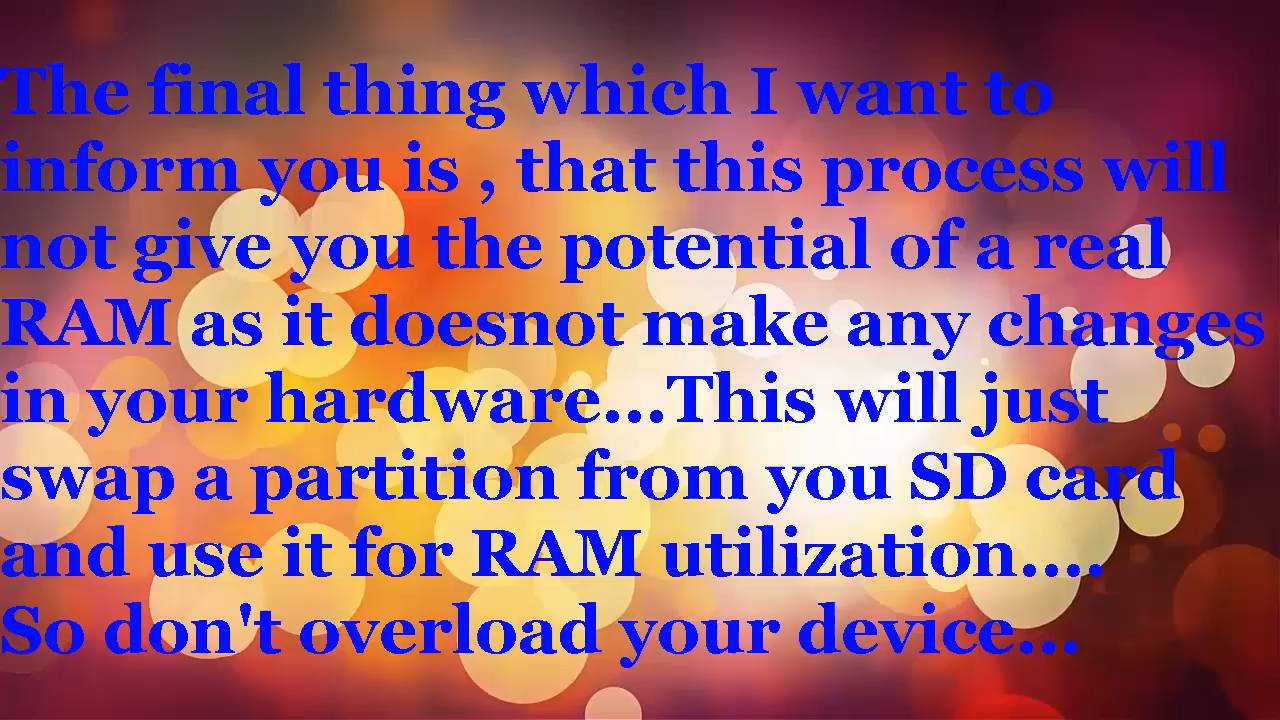 The final thing which I want to
inform you is , that this process will
not give you the potential of a real
RAM as it doesnot make any changes
in your hardware...This will just
swap a partition from you SD card
and use it for RAM utilization....
So don't overload your device...